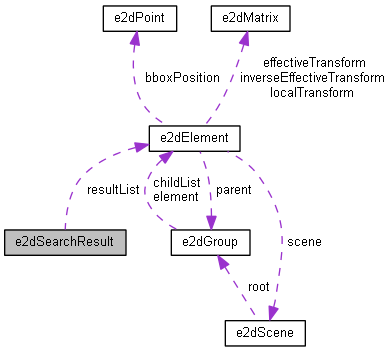 e2dPoint
e2dMatrix
bboxPosition
effectiveTransform
inverseEffectiveTransform
localTransform
e2dElement
resultList
childList
element
parent
e2dSearchResult
e2dGroup
scene
root
e2dScene